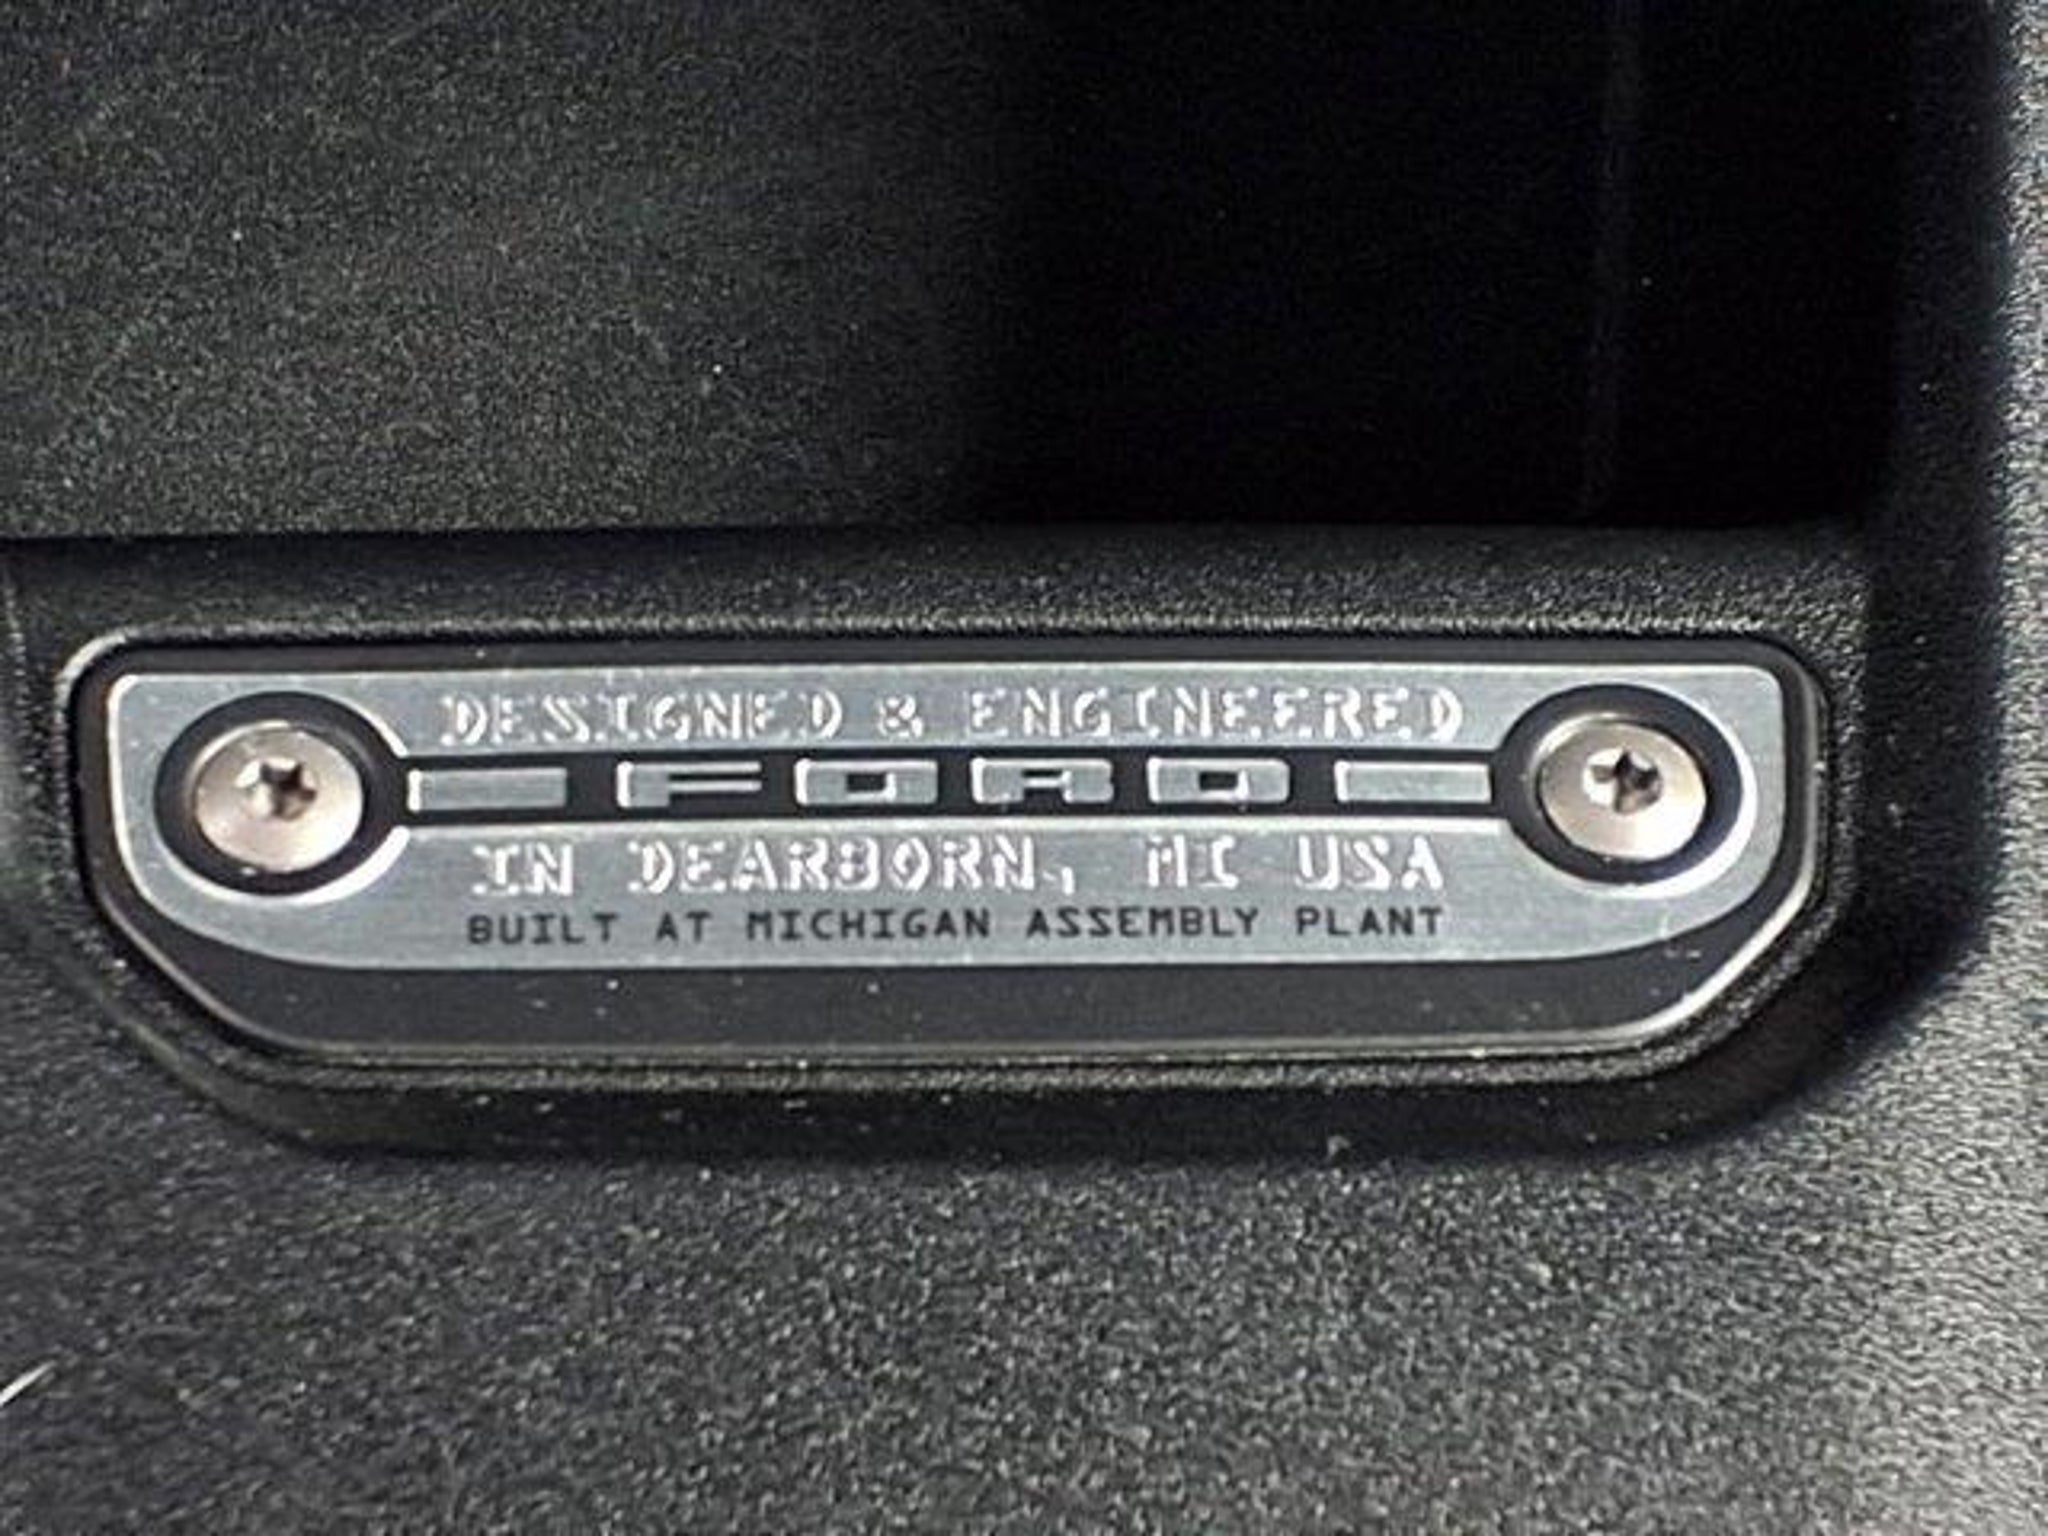 DESIGNED & ENGINEERED
FORD
IN DEARBORN, MI USA
BUILT AT MICHIGAN ASSEMBLY PLANT